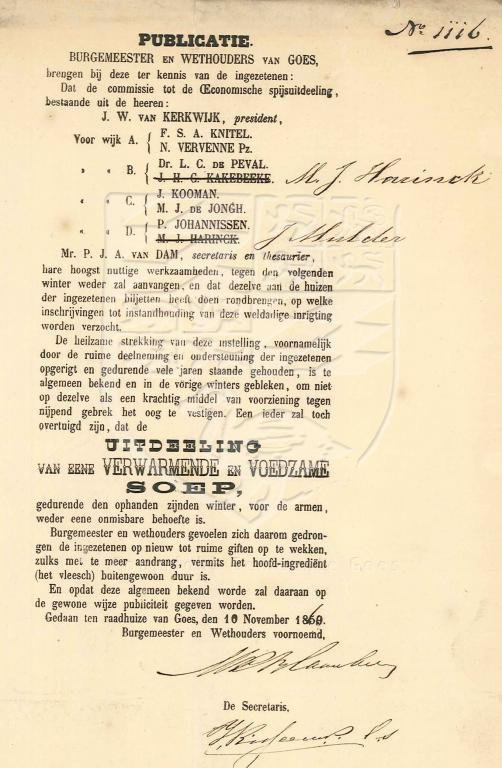 Nº 1116.
PUBLICATIE.
BURGEMEESTER EN WETHOUDERS VAN GOES,
brengen bij deze ter kennis van de ingezetenen:
Dat de commissie tot de Œconomische spijsuitdeeling,
bestaande uit de heeren:
J. W. VAN KERKWIJK, president,
Voor wijk A. { F. S. A. KNITEL.
N. VERVENNE Pz.
„ „ B. { Dr. L. C. DE PEVAL.
J. H. C. KAKEBEEKE. M. J. Harinck
„ „ C. { J. KOOMAN.
M. J. DE JONGH.
„ „ D. { P. JOHANNISSEN.
M. J. HARINCK. J Mulder
Mr. P. J. A. VAN DAM, secretaris en thesaurier,
hare hoogst nuttige werkzaamheden, tegen den volgenden
winter weder zal aanvangen, en dat dezelve aan de huizen
der ingezetenen biljetten heeft doen rondbrengen, op welke
inschrijvingen tot instandhouding van deze weldadige inrigting
worden verzocht.
De heilzame strekking van deze instelling, voornamelijk
door de ruime deelneming en ondersteuning der ingezetenen
opgerigt en gedurende vele jaren staande gehouden, is te
algemeen bekend en in de vorige winters gebleken, om niet
op dezelve als een krachtig middel van voorziening tegen
nijpend gebrek het oog te vestigen. Een ieder zal toch
overtuigd zijn, dat de
UITDEELING
VAN EENE VERWARMENDE EN VOEDZAME
SOEP,
gedurende den ophanden zijnden winter, voor de armen,
weder eene onmisbare behoefte is.
Burgemeester en wethouders gevoelen zich daarom gedron-
gen de ingezetenen op nieuw tot ruime giften op te wekken,
zulks met te meer aandrang, vermits het hoofd-ingrediënt
(het vleesch) buitengewoon duur is.
En opdat deze algemeen bekend worde zal daaraan op
de gewone wijze publiciteit gegeven worden.
Gedaan ten raadhuize van Goes, den 10 November 18
Burgemeester en Wethouders voornoemd,
De Secretaris,